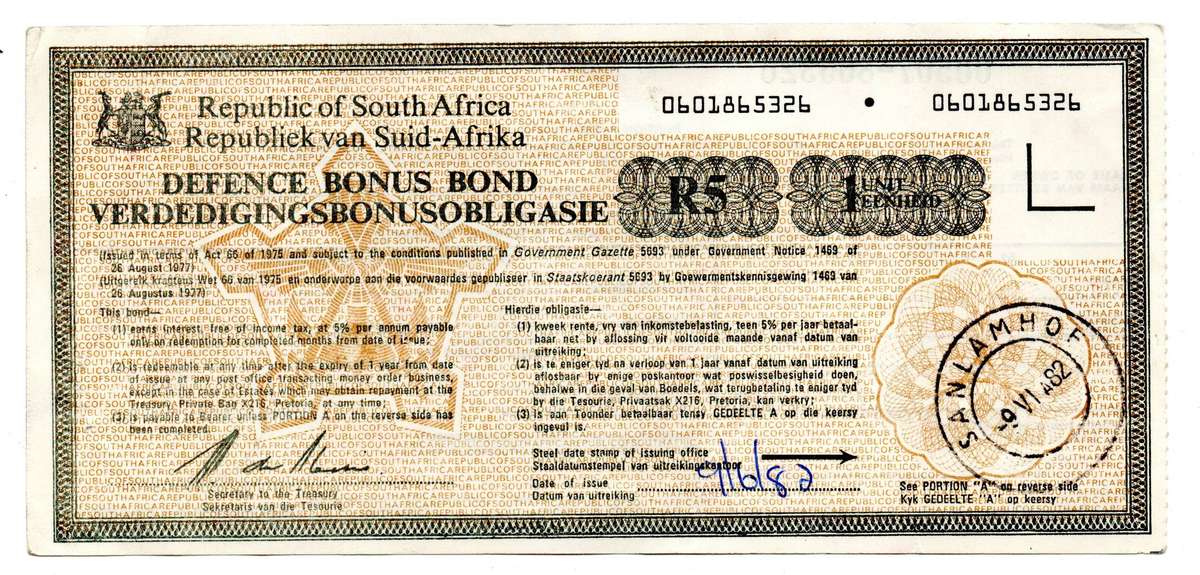 Republic of South Africa
Republiek van Suid-Afrika
DEFENCE BONUS BOND
VERDEDIGINGSBONUSOBLIGASIE
0601865326 • 0601865326
R5
1 UNIT
EENHEID
L
(Issued in terms of Act 66 of 1975 and subject to the conditions published in Government Gazette 5693 under Government Notice 1469 of
26 August 1977)
(Uitgereik kragtens Wet 66 van 1975 en onderworpe aan die voorwaardes gepubliseer in Staatskoerant 5693 by Goewermentskennisgewing 1469 van
26 Augustus 1977)
This bond—
(1) earns interest, free of income tax, at 5% per annum payable
only on redemption for completed months from date of issue;
(2) is redeemable at any time after the expiry of 1 year from date
of issue at any post office transacting money order business,
except in the case of Estates which may obtain repayment at the
Treasury, Private Bag X216, Pretoria, at any time;
(3) is payable to Bearer unless PORTION A on the reverse side has
been completed.
Secretary to the Treasury
Sekretaris van die Tesourie
Hierdie obligasie—
(1) kweek rente, vry van inkomstebelasting, teen 5% per jaar betaal-
baar net by aflossing vir voltooide maande vanaf datum van
uitreiking;
(2) is te eniger tyd na verloop van 1 jaar vanaf datum van uitreiking
aflosbaar by enige poskantoor wat poswisselbesigheid doen,
behalwe in die geval van Boedels, wat terugbetaling te eniger tyd
by die Tesourie, Privaatsak X216, Pretoria, kan verkry;
(3) is aan Toonder betaalbaar tensy GEDEELTE A op die keersy
ingevul is.
Steel date stamp of issuing office
Staaldatumstempel van uitreikingskantoor
Date of issue
Datum van uitreiking
9/6/82
SANLAMHOF
-9 VI 82
See PORTION "A" on reverse side
Kyk GEDEELTE "A" op keersy